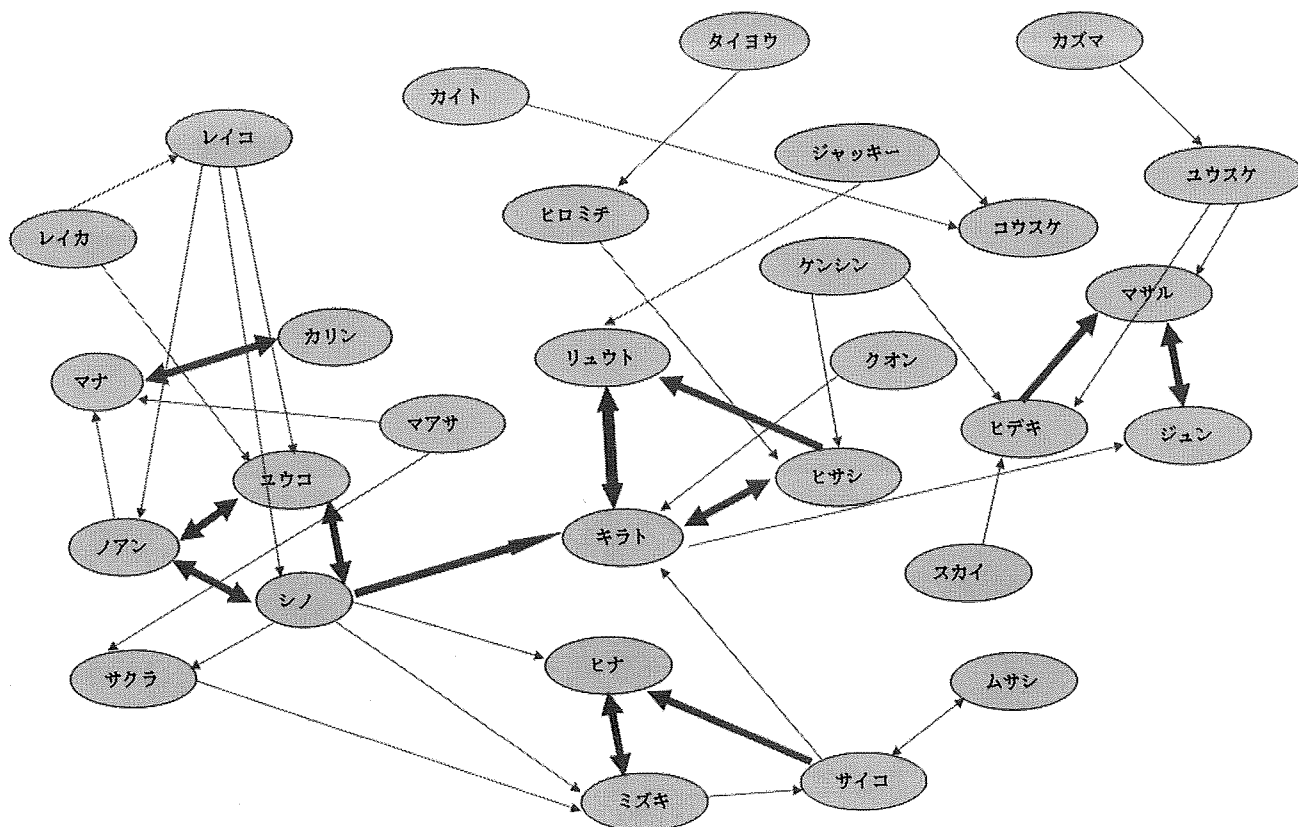 タイヨウ
カズマ
カイト
レイコ
ジャッキー
ユウスケ
ヒロミチ
コウスケ
レイカ
ケンシン
マサル
カリン
リュウト
クオン
マナ
マアサ
ヒデキ
ジュン
ユウコ
ヒサシ
ノアン
キラト
スカイ
シノ
ヒナ
ムサシ
サクラ
サイコ
ミズキ